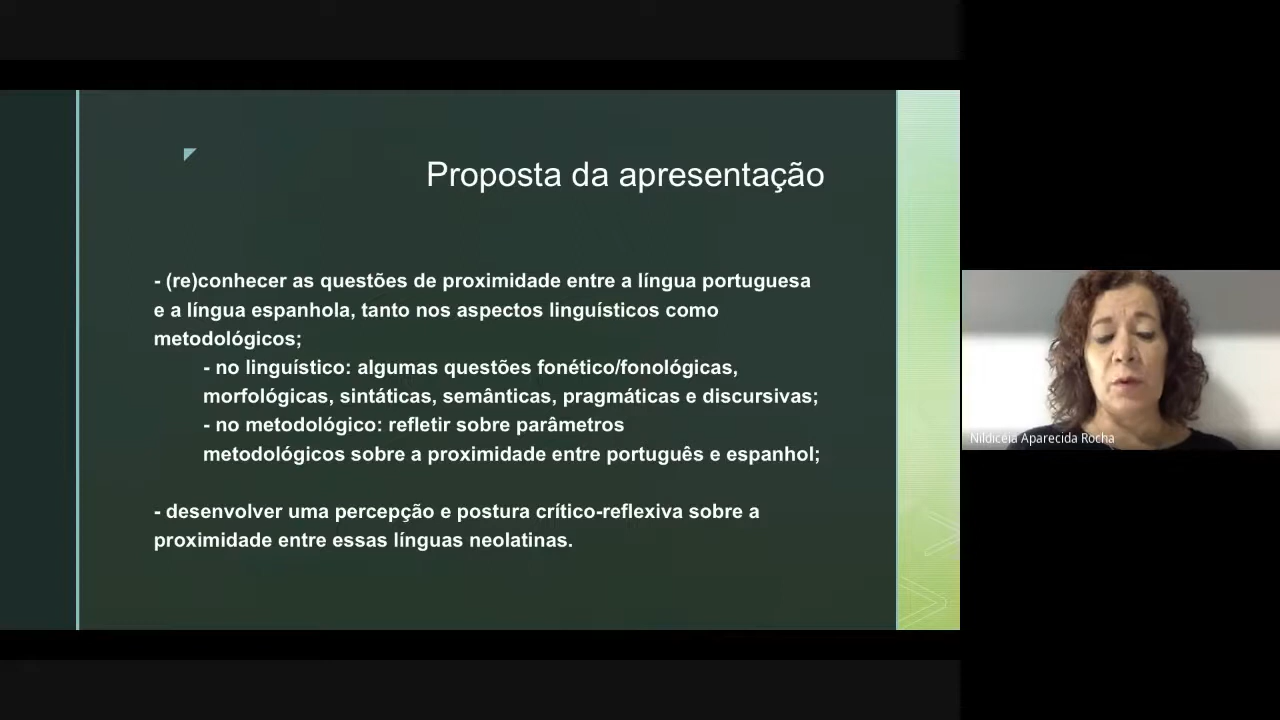 Proposta da apresentação
- (re)conhecer as questões de proximidade entre a língua portuguesa
e a língua espanhola, tanto nos aspectos linguísticos como
metodológicos;
- no linguístico: algumas questões fonético/fonológicas,
morfológicas, sintáticas, semânticas, pragmáticas e discursivas;
- no metodológico: refletir sobre parâmetros
metodológicos sobre a proximidade entre português e espanhol;
- desenvolver uma percepção e postura crítico-reflexiva sobre a
proximidade entre essas línguas neolatinas.
Nildicéia Aparecida Rocha